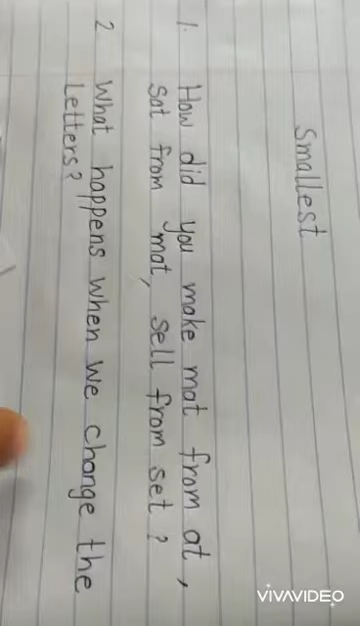 Smallest
1. How did you make mat from at,
sat from mat, sell from set?
2 What happens when we change the
Letters?
VIVAVIDEO